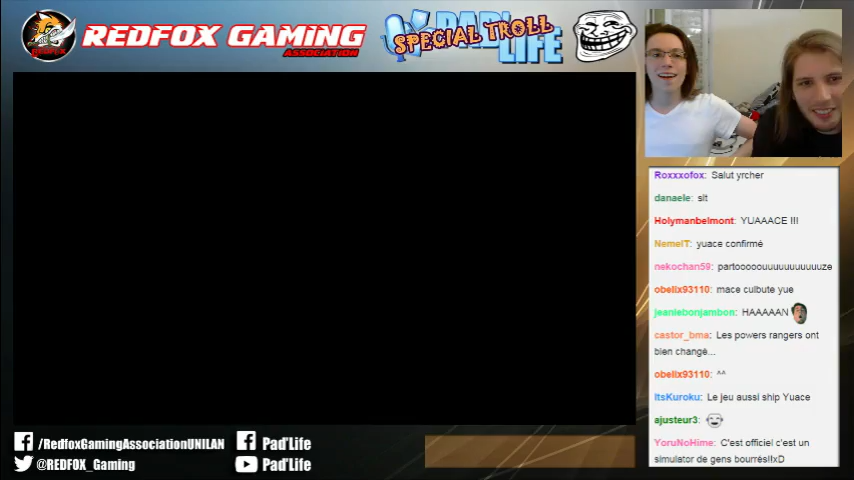 REDFOX GAMING
ASSOCIATION
REDFOX
PAD'LIFE
SPECIAL TROLL
Roxxxofox: Salut yrcher
danaele: slt
Holymanbelmont: YUAAACE !!!
NemeIT: yuace confirmé
nekochan59: partooooouuuuuuuuuuuze
obelix93110: mace culbute yue
jeanlebonjambon: HAAAAAN
castor_bma: Les powers rangers ont
bien changé...
obelix93110: ^^
ItsKuroku: Le jeu aussi ship Yuace
ajusteur3:
YoruNoHime: C'est officiel c'est un
simulator de gens bourrés!!xD
/RedfoxGamingAssociationUNILAN
Pad'Life
@REDFOX_Gaming
Pad'Life